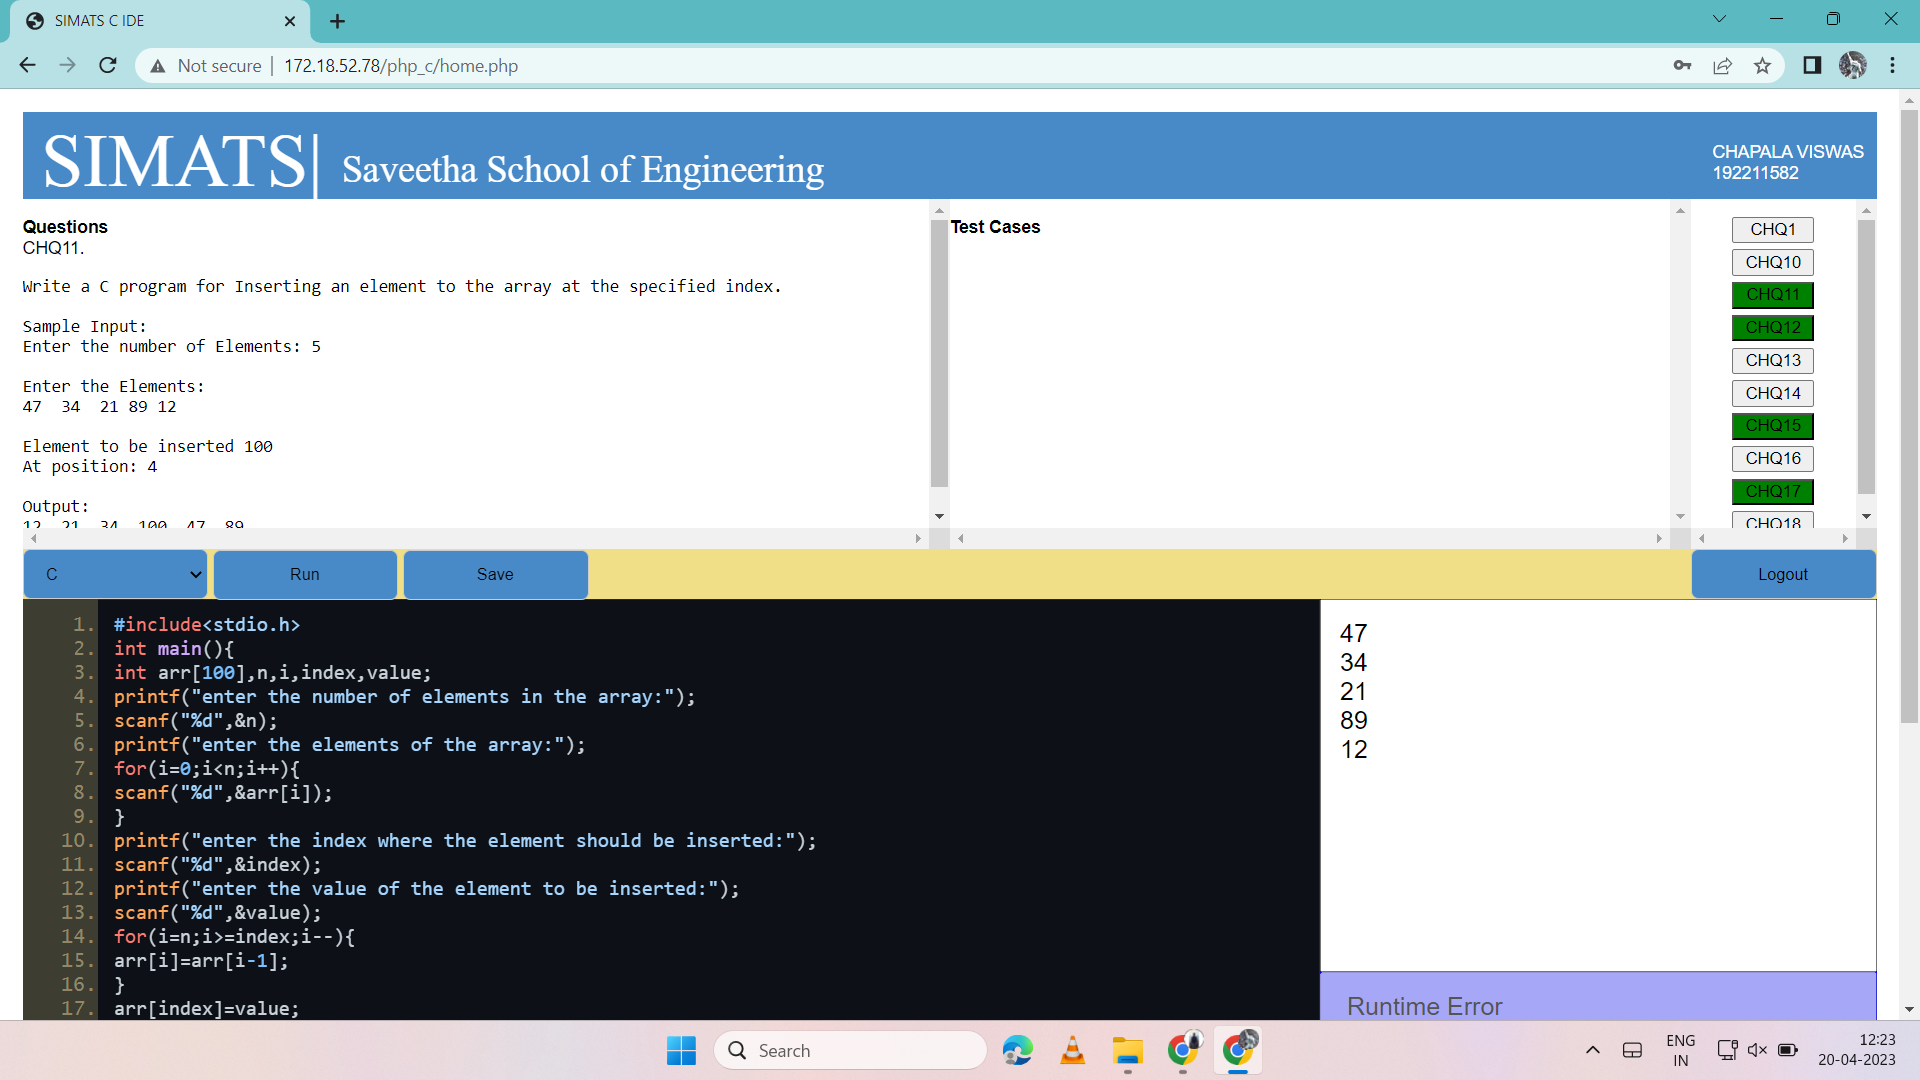 SIMATS C IDE
Not secure | 172.18.52.78/php_c/home.php
SIMATS| Saveetha School of Engineering
CHAPALA VISWAS
192211582
Questions
CHQ11.
Write a C program for Inserting an element to the array at the specified index.
Sample Input:
Enter the number of Elements: 5
Enter the Elements:
47  34  21 89 12
Element to be inserted 100
At position: 4
Output:
12  21  34  100  47  89
Test Cases
CHQ1
CHQ10
CHQ11
CHQ12
CHQ13
CHQ14
CHQ15
CHQ16
CHQ17
CHQ18
C
Run
Save
Logout
1. #include<stdio.h>
2. int main(){
3. int arr[100],n,i,index,value;
4. printf("enter the number of elements in the array:");
5. scanf("%d",&n);
6. printf("enter the elements of the array:");
7. for(i=0;i<n;i++){
8. scanf("%d",&arr[i]);
9. }
10. printf("enter the index where the element should be inserted:");
11. scanf("%d",&index);
12. printf("enter the value of the element to be inserted:");
13. scanf("%d",&value);
14. for(i=n;i>=index;i--){
15. arr[i]=arr[i-1];
16. }
17. arr[index]=value;
47
34
21
89
12
Runtime Error
Search
ENG
IN
12:23
20-04-2023